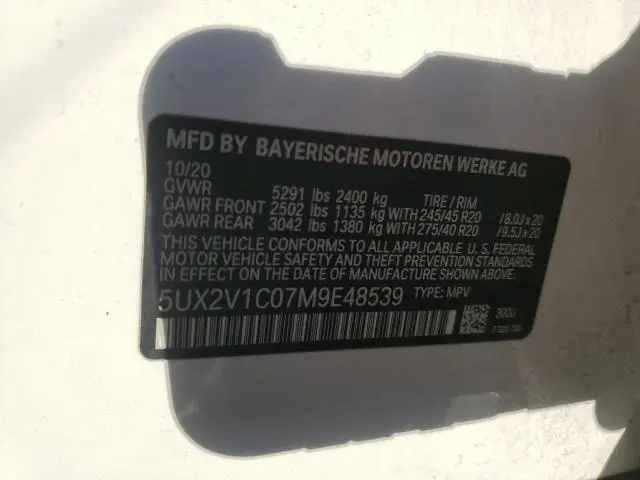 MFD BY BAYERISCHE MOTOREN WERKE AG
10/20
GVWR 5291 lbs 2400 kg TIRE / RIM
GAWR FRONT 2502 lbs 1135 kg WITH 245/45 R20 /8.0Jx20
GAWR REAR 3042 lbs 1380 kg WITH 275/40 R20 /9.5Jx20
THIS VEHICLE CONFORMS TO ALL APPLICABLE U. S. FEDERAL
MOTOR VEHICLE SAFETY AND THEFT PREVENTION STANDARDS
IN EFFECT ON THE DATE OF MANUFACTURE SHOWN ABOVE.
5UX2V1C07M9E48539 TYPE: MPV
300U